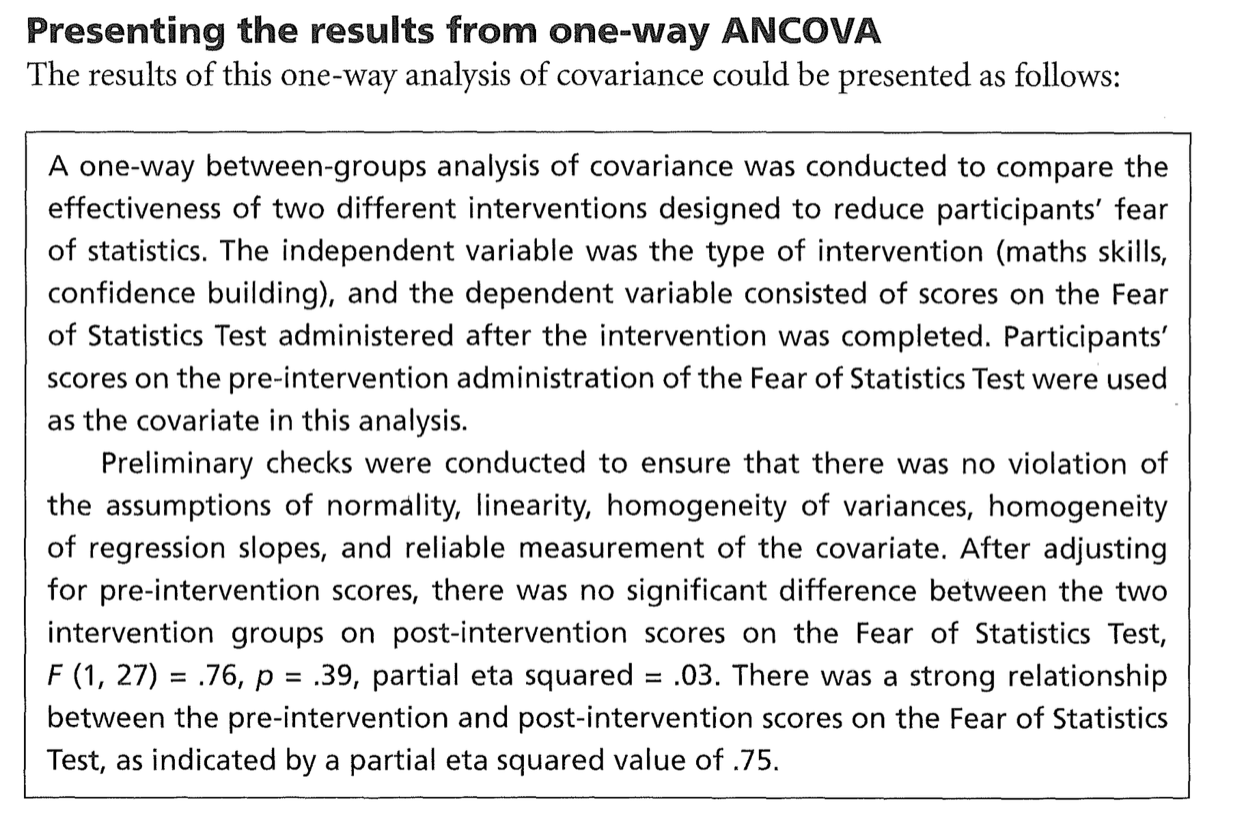 Presenting the results from one-way ANCOVA
The results of this one-way analysis of covariance could be presented as follows:
A one-way between-groups analysis of covariance was conducted to compare the
effectiveness of two different interventions designed to reduce participants’ fear
of statistics. The independent variable was the type of intervention (maths skills,
confidence building), and the dependent variable consisted of scores on the Fear
of Statistics Test administered after the intervention was completed. Participants’
scores on the pre-intervention administration of the Fear of Statistics Test were used
as the covariate in this analysis.
Preliminary checks were conducted to ensure that there was no violation of
the assumptions of normality, linearity, homogeneity of variances, homogeneity
of regression slopes, and reliable measurement of the covariate. After adjusting
for pre-intervention scores, there was no significant difference between the two
intervention groups on post-intervention scores on the Fear of Statistics Test,
F (1, 27) = .76, p = .39, partial eta squared = .03. There was a strong relationship
between the pre-intervention and post-intervention scores on the Fear of Statistics
Test, as indicated by a partial eta squared value of .75.